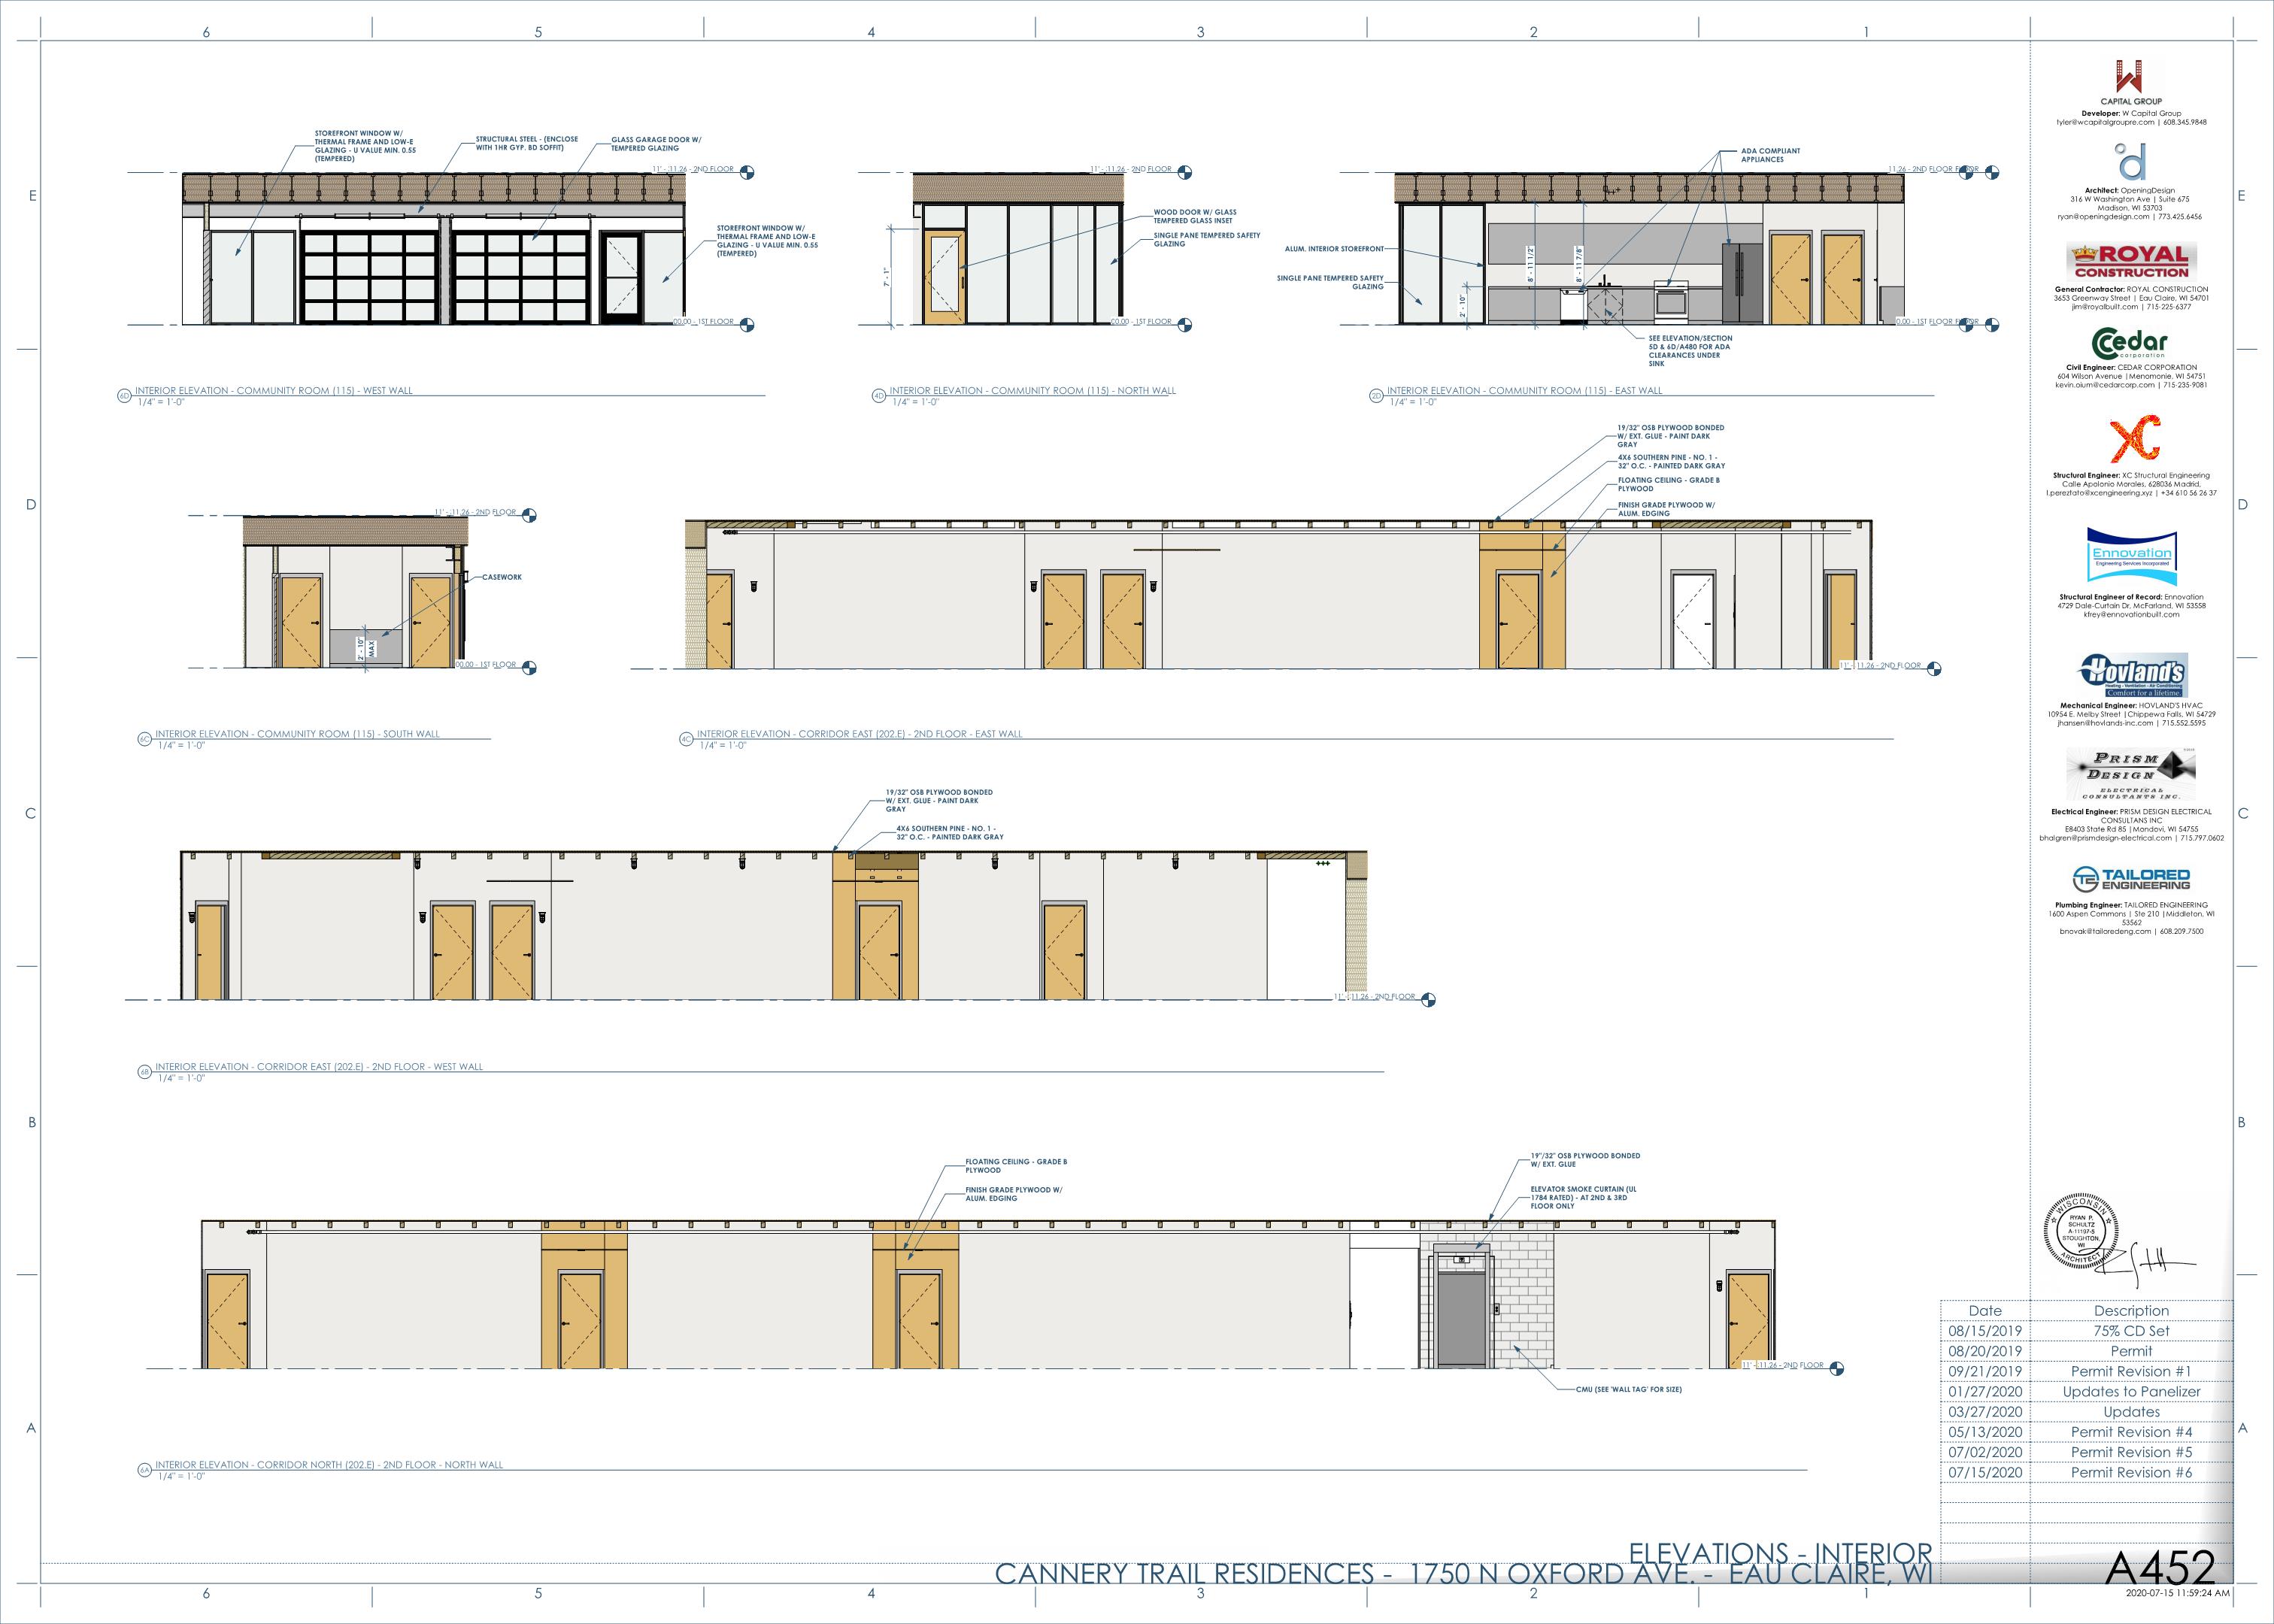 6 5 4 3 2 1
E
D
C
B
A
STOREFRONT WINDOW W/
THERMAL FRAME AND LOW-E
GLAZING - U VALUE MIN. 0.55
(TEMPERED)
STRUCTURAL STEEL - (ENCLOSE
WITH 1HR GYP. BD SOFFIT)
GLASS GARAGE DOOR W/
TEMPERED GLAZING
11' - 11.26 - 2ND FLOOR
STOREFRONT WINDOW W/
THERMAL FRAME AND LOW-E
GLAZING - U VALUE MIN. 0.55
(TEMPERED)
00.00 - 1ST FLOOR
6D
INTERIOR ELEVATION - COMMUNITY ROOM (115) - WEST WALL
1/4" = 1'-0"
11' - 11.26 - 2ND FLOOR
WOOD DOOR W/ GLASS
TEMPERED GLASS INSET
SINGLE PANE TEMPERED SAFETY
GLAZING
7' - 1"
00.00 - 1ST FLOOR
4D
INTERIOR ELEVATION - COMMUNITY ROOM (115) - NORTH WALL
1/4" = 1'-0"
ADA COMPLIANT
APPLIANCES
11.26 - 2ND FLOOR
ALUM. INTERIOR STOREFRONT
SINGLE PANE TEMPERED SAFETY
GLAZING
2' - 10"
8' - 11 1/2"
8' - 11 7/8"
0.00 - 1ST FLOOR
SEE ELEVATION/SECTION
5D & 6D/A480 FOR ADA
CLEARANCES UNDER
SINK
2D
INTERIOR ELEVATION - COMMUNITY ROOM (115) - EAST WALL
1/4" = 1'-0"
11' - 11.26 - 2ND FLOOR
CASEWORK
2' - 10"
MAX
00.00 - 1ST FLOOR
6C
INTERIOR ELEVATION - COMMUNITY ROOM (115) - SOUTH WALL
1/4" = 1'-0"
19/32" OSB PLYWOOD BONDED
W/ EXT. GLUE - PAINT DARK
GRAY
4X6 SOUTHERN PINE - NO. 1 -
32" O.C. - PAINTED DARK GRAY
FLOATING CEILING - GRADE B
PLYWOOD
FINISH GRADE PLYWOOD W/
ALUM. EDGING
11' - 11.26 - 2ND FLOOR
4C
INTERIOR ELEVATION - CORRIDOR EAST (202.E) - 2ND FLOOR - EAST WALL
1/4" = 1'-0"
19/32" OSB PLYWOOD BONDED
W/ EXT. GLUE - PAINT DARK
GRAY
4X6 SOUTHERN PINE - NO. 1 -
32" O.C. - PAINTED DARK GRAY
11' - 11.26 - 2ND FLOOR
6B
INTERIOR ELEVATION - CORRIDOR EAST (202.E) - 2ND FLOOR - WEST WALL
1/4" = 1'-0"
FLOATING CEILING - GRADE B
PLYWOOD
FINISH GRADE PLYWOOD W/
ALUM. EDGING
19"/32" OSB PLYWOOD BONDED
W/ EXT. GLUE
ELEVATOR SMOKE CURTAIN (UL
1784 RATED) - AT 2ND & 3RD
FLOOR ONLY
11' - 11.26 - 2ND FLOOR
CMU (SEE 'WALL TAG' FOR SIZE)
6A
INTERIOR ELEVATION - CORRIDOR NORTH (202.E) - 2ND FLOOR - NORTH WALL
1/4" = 1'-0"
W
CAPITAL GROUP
Developer: W Capital Group
tyler@wcapitalgroupre.com | 608.345.9848
Architect: OpeningDesign
316 W Washington Ave | Suite 675
Madison, WI 53703
ryan@openingdesign.com | 773.425.6456
ROYAL
CONSTRUCTION
General Contractor: ROYAL CONSTRUCTION
3653 Greenway Street | Eau Claire, WI 54701
jim@royalbuilt.com | 715-225-6377
Cedar
corporation
Civil Engineer: CEDAR CORPORATION
604 Wilson Avenue |Menomonie, WI 54751
kevin.oium@cedarcorp.com | 715-235-9081
XC
Structural Engineer: XC Structural Engineering
Calle Apolonio Morales, 628036 Madrid,
l.pereztato@xcengineering.xyz | +34 610 56 26 37
Ennovation
Engineering Services Incorporated
Structural Engineer of Record: Ennovation
4729 Dale-Curtain Dr, McFarland, WI 53558
kfrey@ennovationbuilt.com
Hovland's
Heating - Ventilation - Air Conditioning
Comfort for a lifetime.
Mechanical Engineer: HOVLAND'S HVAC
10954 E. Melby Street |Chippewa Falls, WI 54729
jhansen@hovlands-inc.com | 715.552.5595
PRISM
DESIGN
ELECTRICAL
CONSULTANTS INC.
Electrical Engineer: PRISM DESIGN ELECTRICAL
CONSULTANS INC
E8403 State Rd 85 |Mandovi, WI 54755
bhalgren@prismdesign-electrical.com | 715.797.0602
TE TAILORED
ENGINEERING
Plumbing Engineer: TAILORED ENGINEERING
1600 Aspen Commons | Ste 210 |Middleton, WI
53562
bnovak@tailoredeng.com | 608.209.7500
WISCONSIN
RYAN P.
SCHULTZ
A-11197-5
STOUGHTON,
WI
ARCHITECT
Date Description
08/15/2019 75% CD Set
08/20/2019 Permit
09/21/2019 Permit Revision #1
01/27/2020 Updates to Panelizer
03/27/2020 Updates
05/13/2020 Permit Revision #4
07/02/2020 Permit Revision #5
07/15/2020 Permit Revision #6
ELEVATIONS - INTERIOR
CANNERY TRAIL RESIDENCES - 1750 N OXFORD AVE. - EAU CLAIRE, WI
A452
2020-07-15 11:59:24 AM
E
D
C
B
A
6 5 4 3 2 1